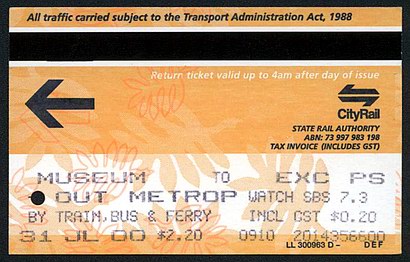 All traffic carried subject to the Transport Administration Act, 1988
Return ticket valid up to 4am after day of issue
CityRail
STATE RAIL AUTHORITY
ABN: 73 997 983 198
TAX INVOICE (INCLUDES GST)
MUSEUM TO EXC PS
OUT METROP WATCH SBS 7.3
BY TRAIN,BUS & FERRY INCL GST $0.20
31 JL 00 $2.20 0910 2014356600
LL 300963 D – DEF